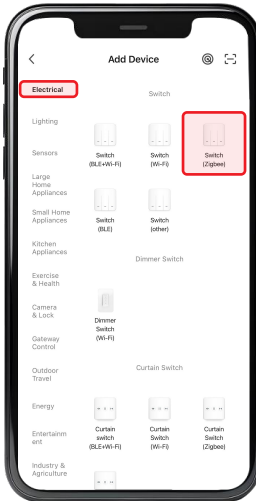 Add Device
Electrical
Lighting
Sensors
Large
Home
Appliances
Small Home
Appliances
Kitchen
Appliances
Exercise
& Health
Camera
& Lock
Gateway
Control
Outdoor
Travel
Energy
Entertainm
ent
Industry &
Agriculture
Switch
Switch
(BLE+Wi-Fi)
Switch
(Wi-Fi)
Switch
(Zigbee)
Switch
(BLE)
Switch
(other)
Dimmer Switch
Dimmer
Switch
(Wi-Fi)
Curtain Switch
Curtain
switch
(BLE+Wi-Fi)
Curtain
Switch
(Wi-Fi)
Curtain
Switch
(Zigbee)